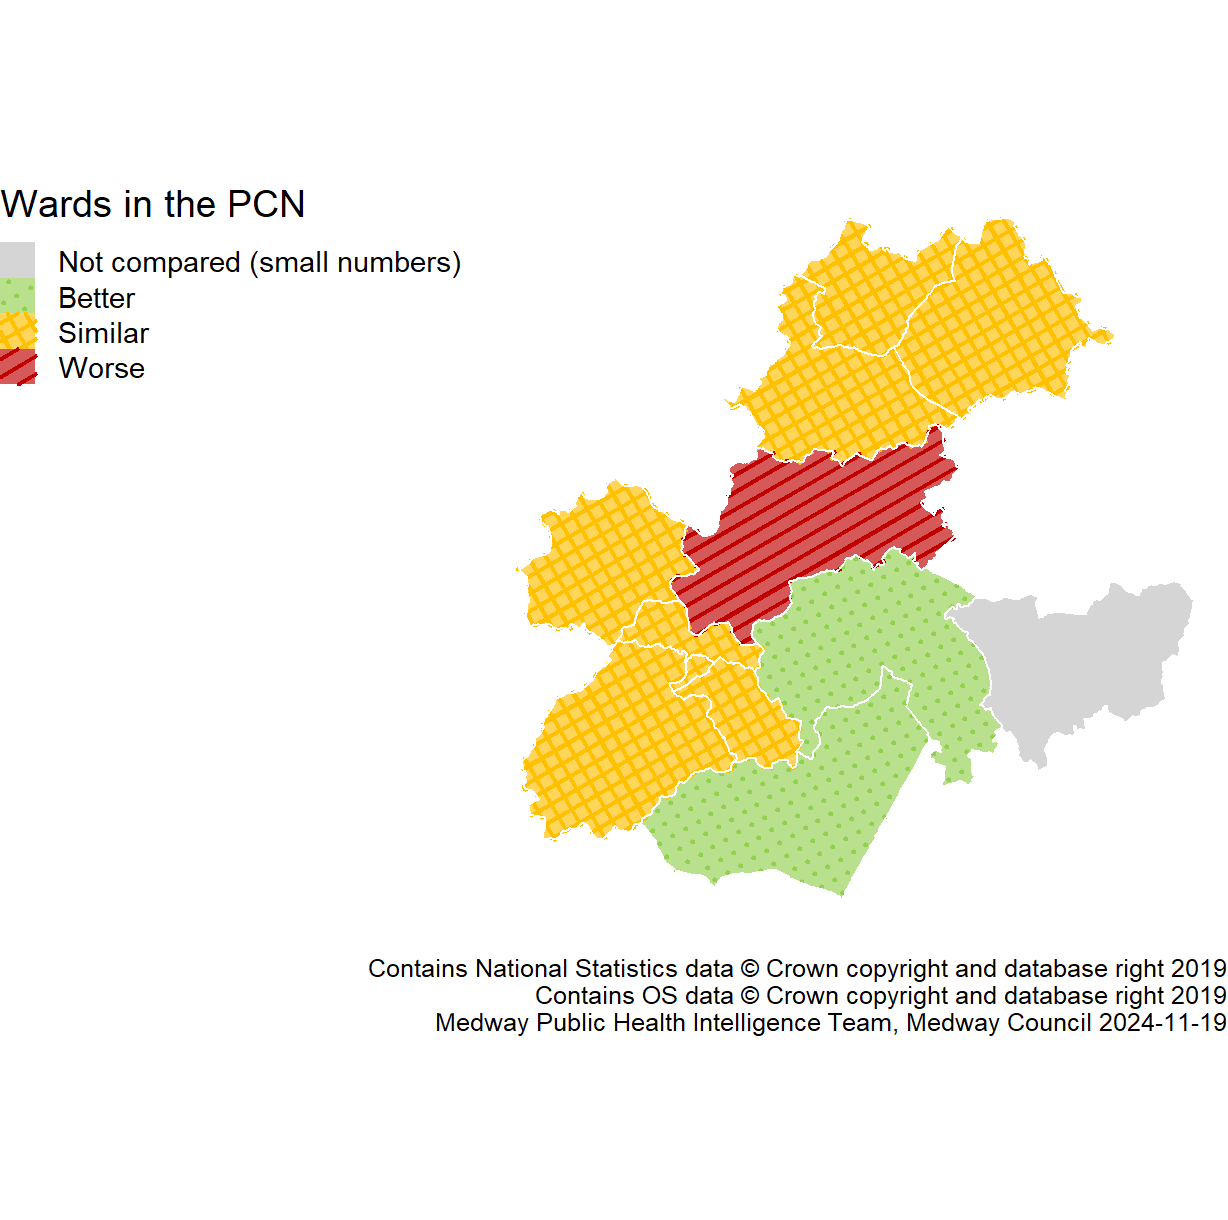 Wards in the PCN
Not compared (small numbers)
Better
Similar
Worse
Contains National Statistics data © Crown copyright and database right 2019
Contains OS data © Crown copyright and database right 2019
Medway Public Health Intelligence Team, Medway Council 2024-11-19